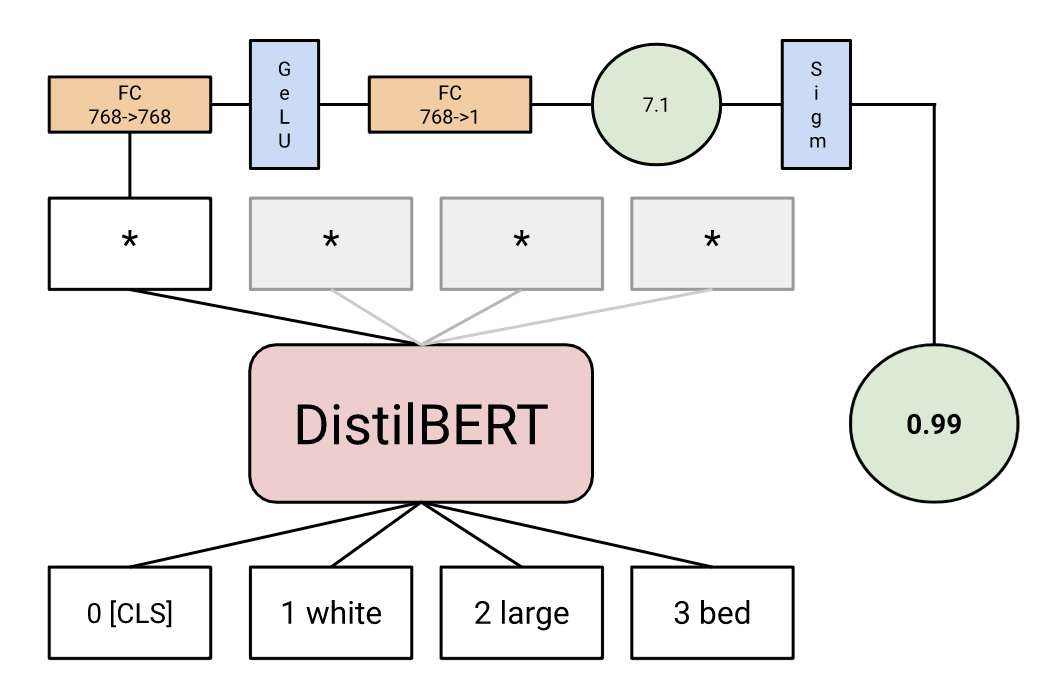 FC
768->768
G
e
L
U
FC
768->1
7.1
S
i
g
m
*
*
*
*
DistilBERT
0.99
0 [CLS]
1 white
2 large
3 bed